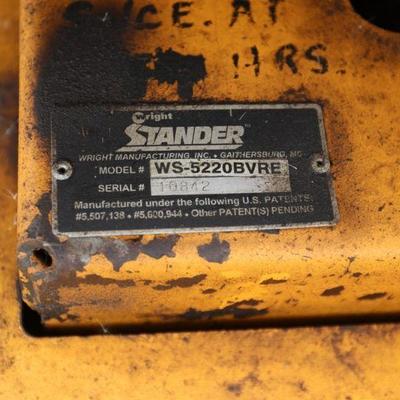 AT
HRS.
Wright
STANDER
WRIGHT MANUFACTURING, INC. • GAITHERSBURG, MD
MODEL # WS-5220BVRE
SERIAL # 10842
Manufactured under the following U.S. PATENTS:
#5,507,138 • #5,600,944 • Other PATENT(S) PENDING